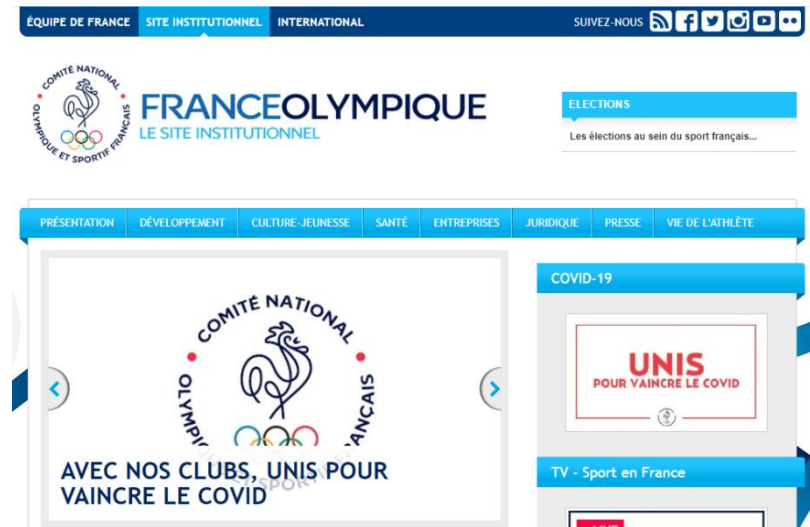 ÉQUIPE DE FRANCE SITE INSTITUTIONNEL INTERNATIONAL SUIVEZ-NOUS
COMITÉ NATIONAL OLYMPIQUE ET SPORTIF FRANÇAIS
FRANCEOLYMPIQUE
LE SITE INSTITUTIONNEL
ELECTIONS
Les élections au sein du sport français...
PRÉSENTATION DÉVELOPPEMENT CULTURE-JEUNESSE SANTÉ ENTREPRISES JURIDIQUE PRESSE VIE DE L'ATHLÈTE
COMITÉ NATIONAL OLYMPIQUE ET SPORTIF FRANÇAIS
AVEC NOS CLUBS, UNIS POUR
VAINCRE LE COVID
COVID-19
UNIS
POUR VAINCRE LE COVID
TV - Sport en France
LIVE